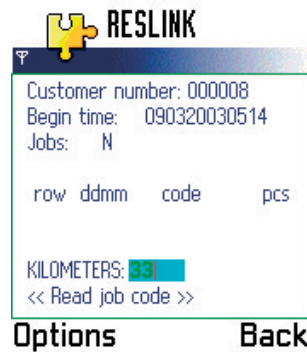 RESLINK
Customer number: 000008
Begin time: 090320030514
Jobs: N
row ddmm code pcs
KILOMETERS: 33
<< Read job code >>
Options Back